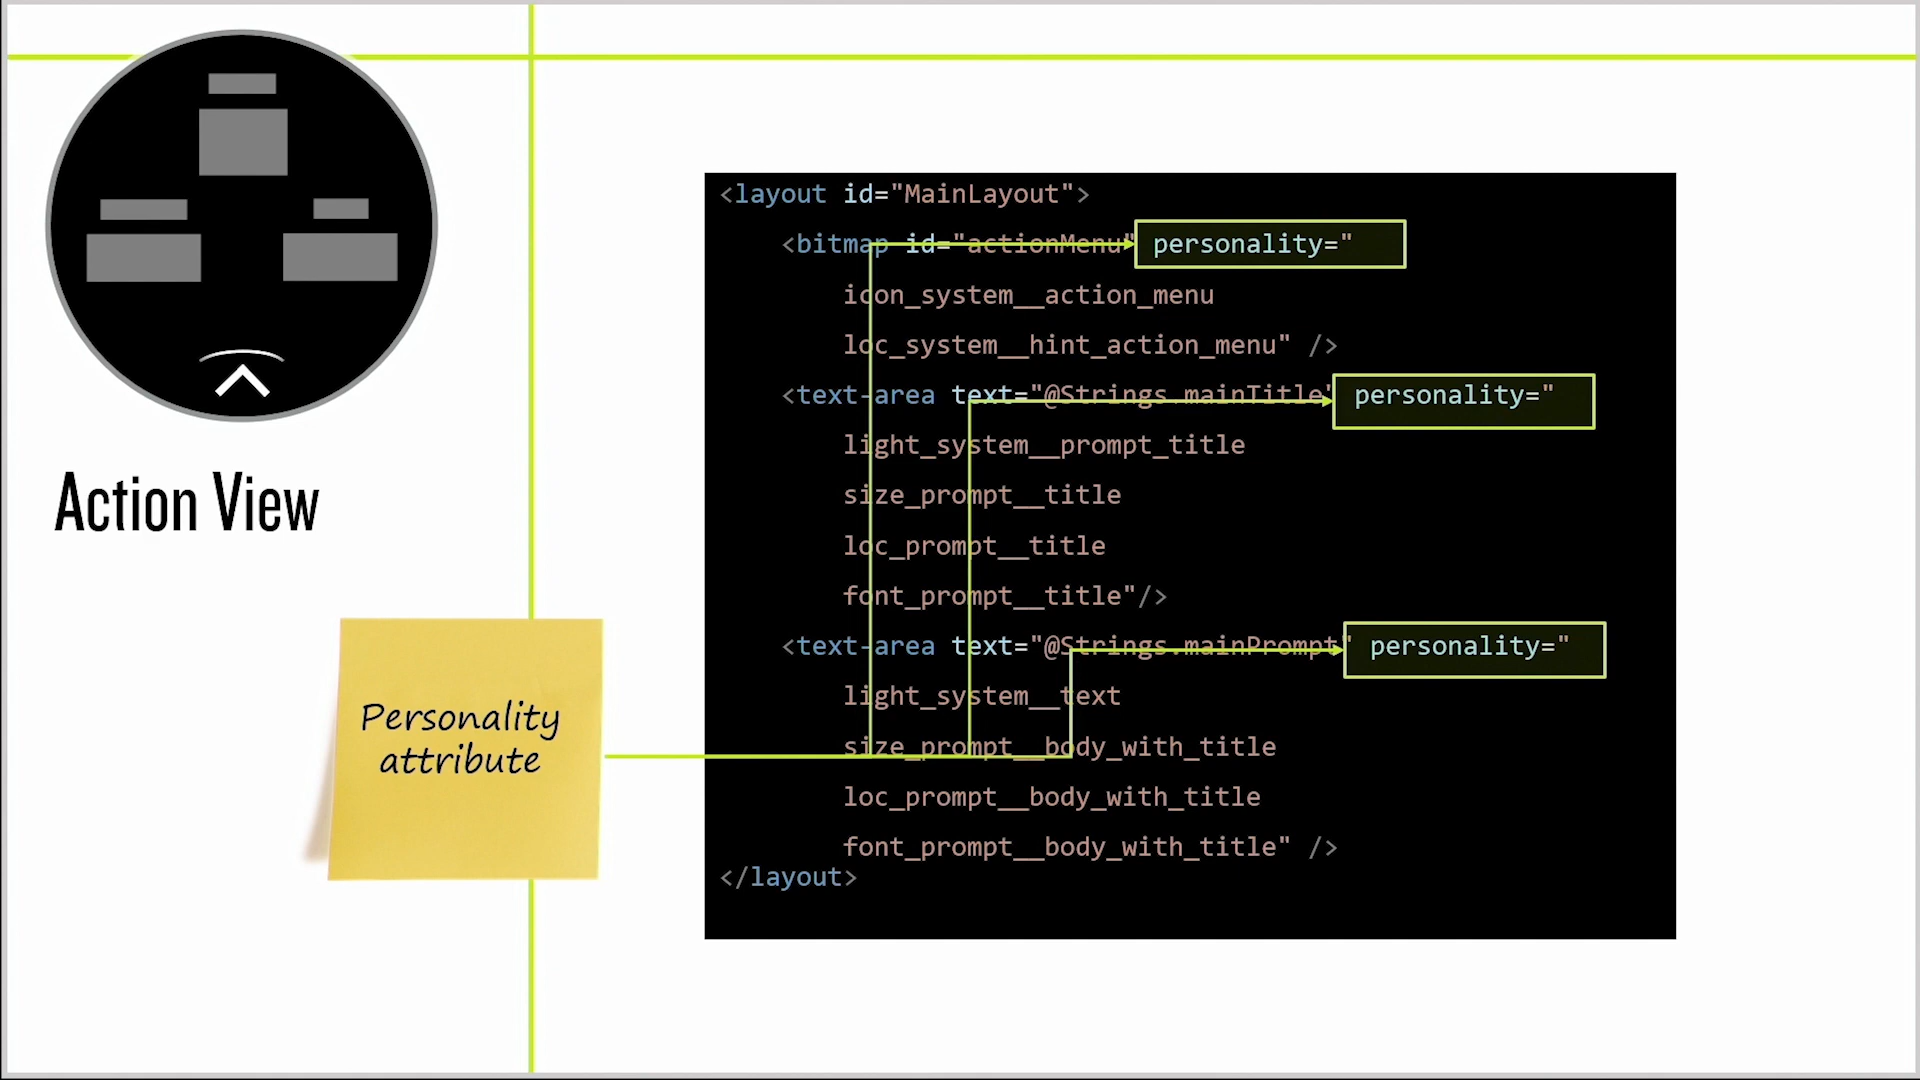 Action View
Personality
attribute
<layout id="MainLayout">
<bitmap id="actionMenu" personality="
icon_system__action_menu
loc_system__hint_action_menu" />
<text-area text="@Strings.mainTitle" personality="
light_system__prompt_title
size_prompt__title
loc_prompt__title
font_prompt__title"/>
<text-area text="@Strings.mainPrompt" personality="
light_system__text
size_prompt__body_with_title
loc_prompt__body_with_title
font_prompt__body_with_title" />
</layout>